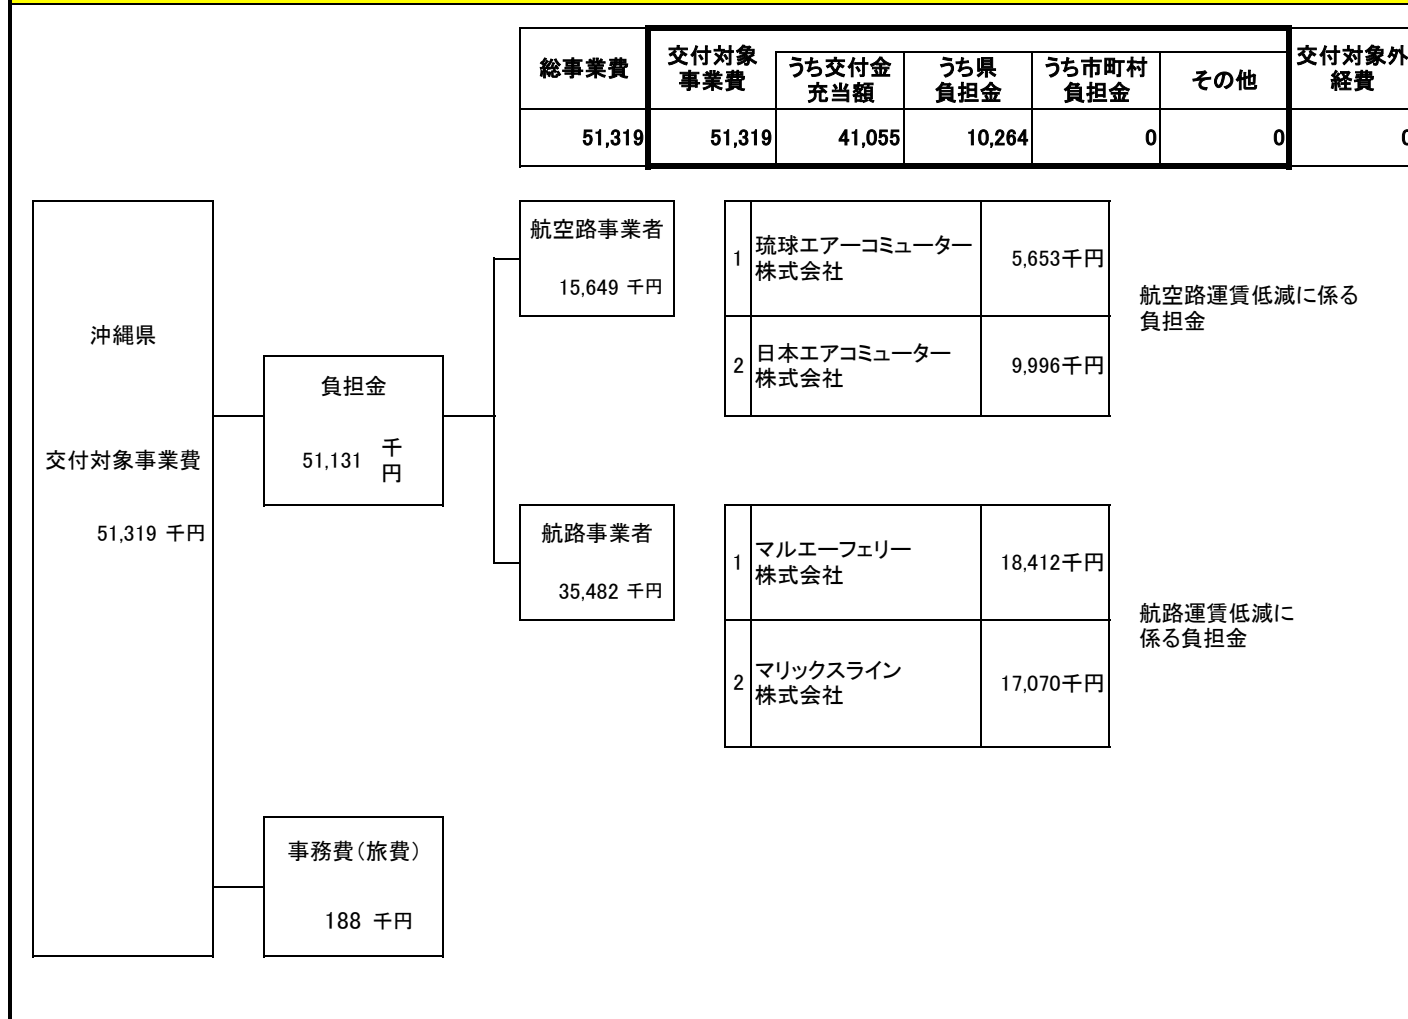 総事業費
交付対象
事業費
うち交付金
充当額
うち県
負担金
うち市町村
負担金
その他
交付対象外
経費
51,319
51,319
41,055
10,264
0
0
0
沖縄県
交付対象事業費
51,319 千円
負担金
51,131 千
円
航空路事業者
15,649 千円
1
琉球エアーコミューター
株式会社
5,653千円
2
日本エアコミューター
株式会社
9,996千円
航空路運賃低減に係る
負担金
航路事業者
35,482 千円
1
マルエーフェリー
株式会社
18,412千円
2
マリックスライン
株式会社
17,070千円
航路運賃低減に
係る負担金
事務費(旅費)
188 千円